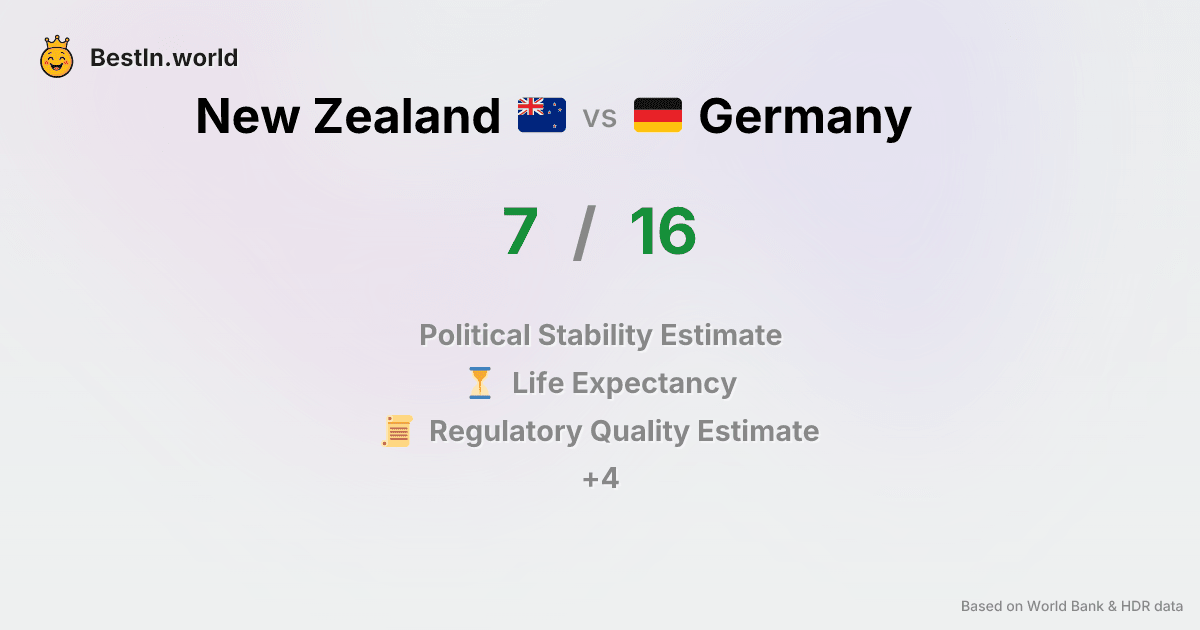 BestIn.world
New Zealand vs Germany
7 / 16
Political Stability Estimate
Life Expectancy
Regulatory Quality Estimate
+4
Based on World Bank & HDR data